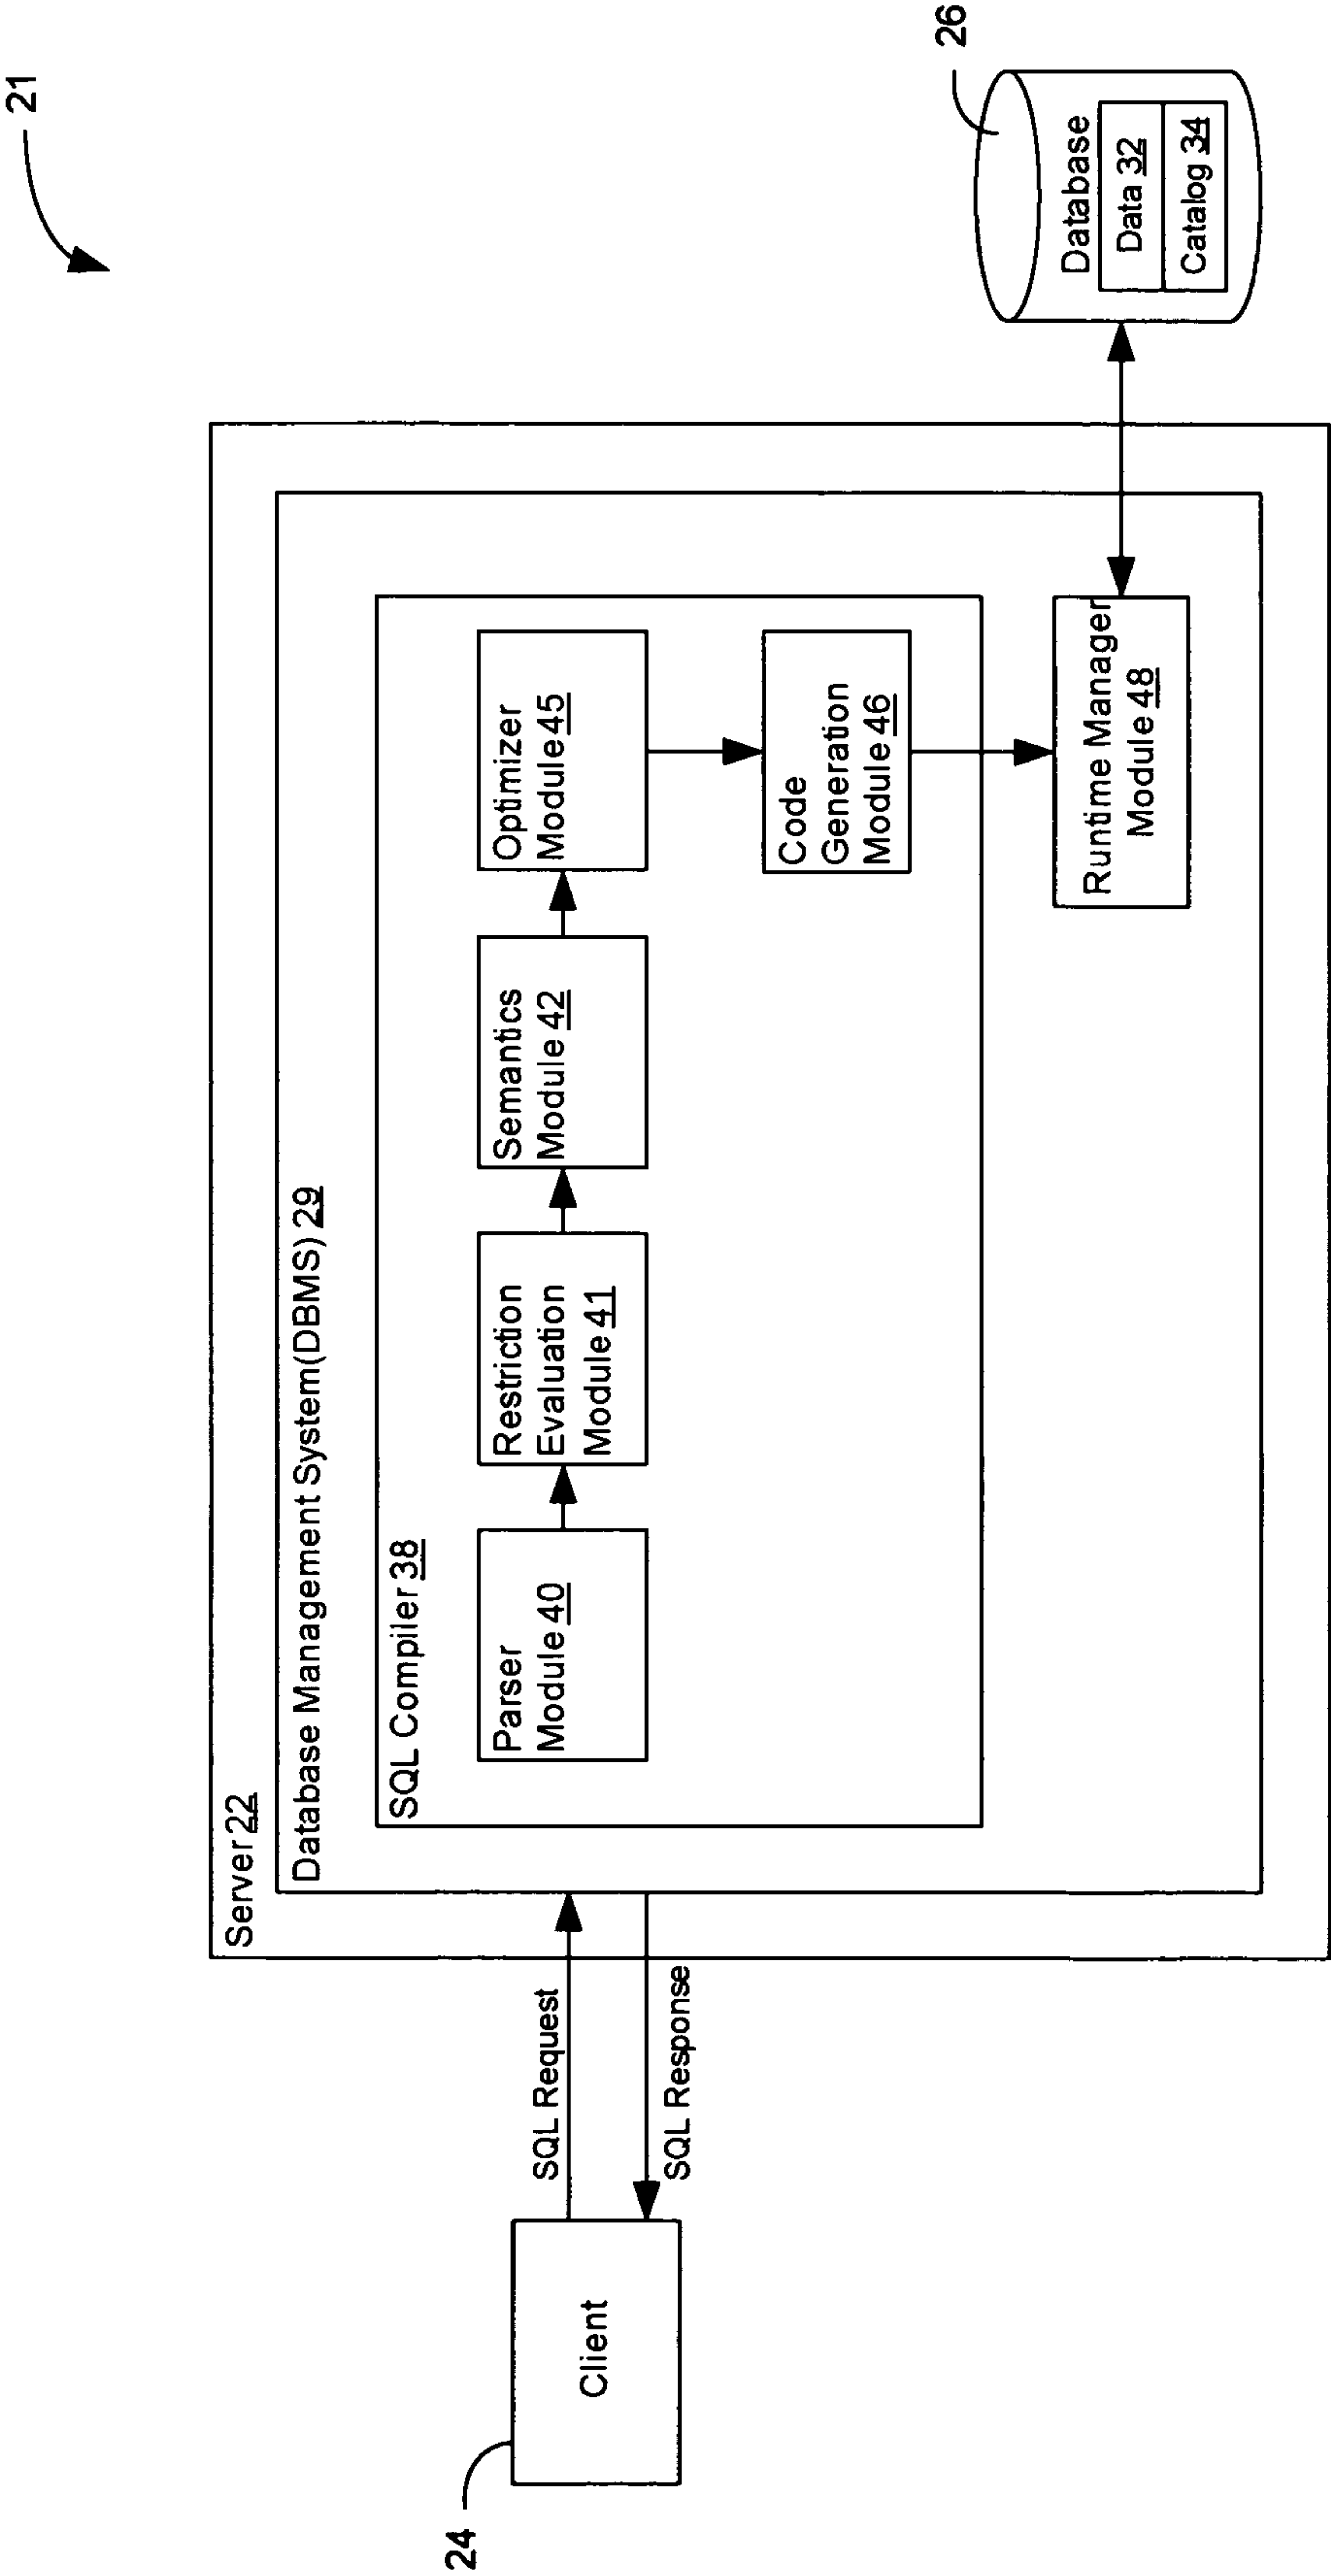 21
Server 22
Database Management System(DBMS) 29
SQL Compiler 38
Parser
Module 40
Restriction
Evaluation
Module 41
Semantics
Module 42
Optimizer
Module 45
Code
Generation
Module 46
Runtime Manager
Module 48
24
Client
SQL Request
SQL Response
26
Database
Data 32
Catalog 34